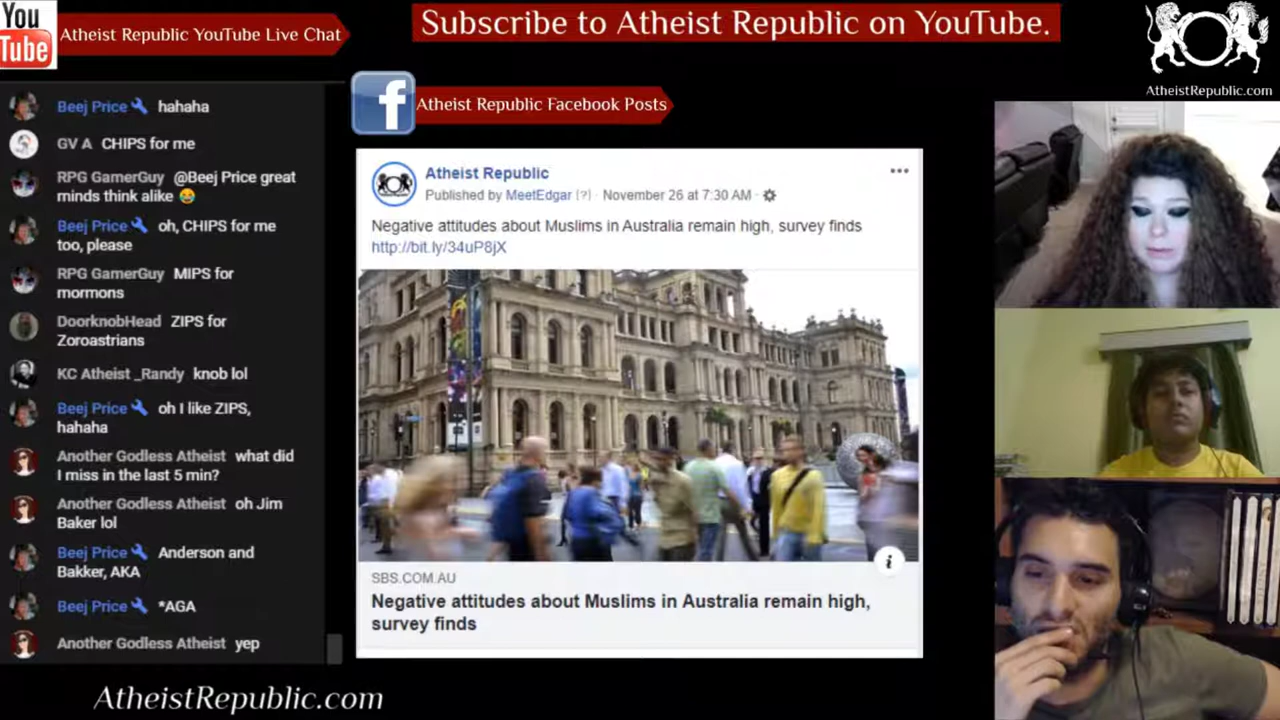 You
Tube
Atheist Republic YouTube Live Chat
Subscribe to Atheist Republic on YouTube.
AtheistRepublic.com
f
Atheist Republic Facebook Posts
Beej Price hahaha
GV A CHIPS for me
RPG GamerGuy @Beej Price great
minds think alike 😂
Beej Price oh, CHIPS for me
too, please
RPG GamerGuy MIPS for
mormons
DoorknobHead ZIPS for
Zoroastrians
KC Atheist _Randy knob lol
Beej Price oh I like ZIPS,
hahaha
Another Godless Atheist what did
I miss in the last 5 min?
Another Godless Atheist oh Jim
Baker lol
Beej Price Anderson and
Bakker, AKA
Beej Price *AGA
Another Godless Atheist yep
Atheist Republic
Published by MeetEdgar [?] · November 26 at 7:30 AM ·
Negative attitudes about Muslims in Australia remain high, survey finds
http://bit.ly/34uP8jX
i
SBS.COM.AU
Negative attitudes about Muslims in Australia remain high,
survey finds
AtheistRepublic.com